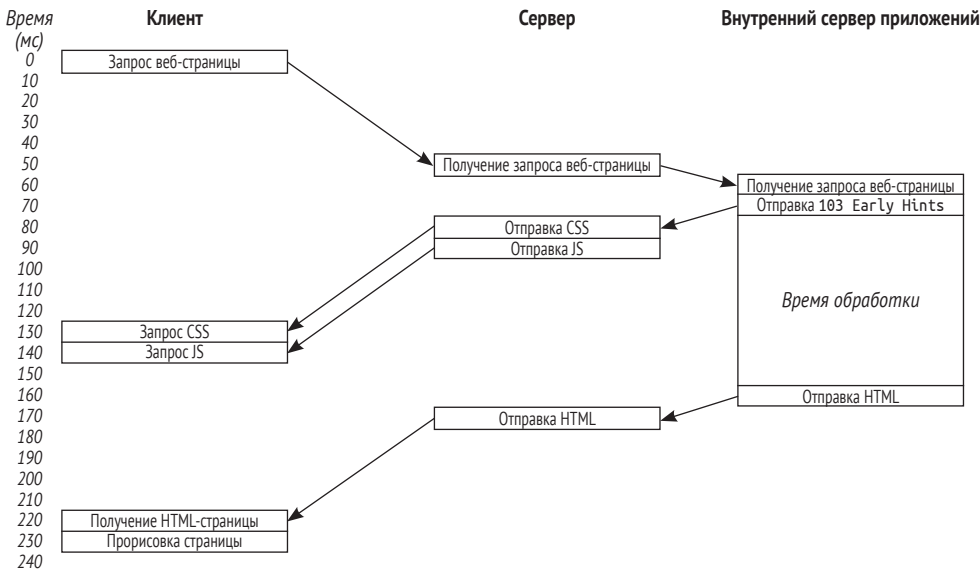 Время (мс)
Клиент
Сервер
Внутренний сервер приложений
0
10
20
30
40
50
60
70
80
90
100
110
120
130
140
150
160
170
180
190
200
210
220
230
240
Запрос веб-страницы
Получение запроса веб-страницы
Получение запроса веб-страницы
Отправка 103 Early Hints
Отправка CSS
Отправка JS
Время обработки
Запрос CSS
Запрос JS
Отправка HTML
Отправка HTML
Получение HTML-страницы
Прорисовка страницы